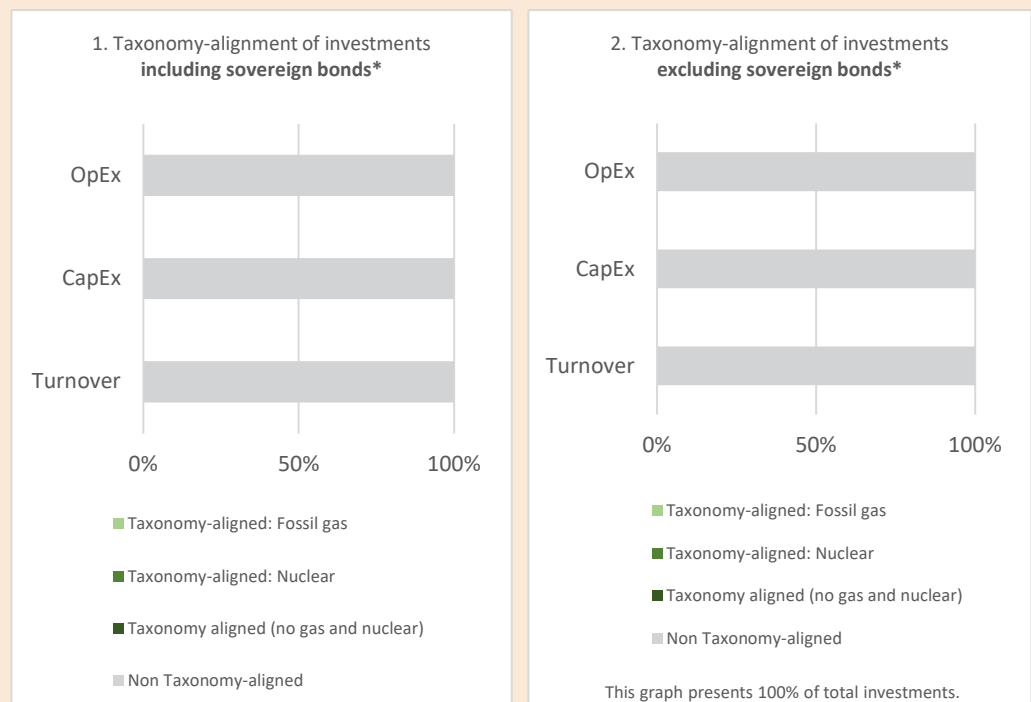 1. Taxonomy-alignment of investments
including sovereign bonds*
OpEx
CapEx
Turnover
0% 50% 100%
Taxonomy-aligned: Fossil gas
Taxonomy-aligned: Nuclear
Taxonomy aligned (no gas and nuclear)
Non Taxonomy-aligned
2. Taxonomy-alignment of investments
excluding sovereign bonds*
OpEx
CapEx
Turnover
0% 50% 100%
Taxonomy-aligned: Fossil gas
Taxonomy-aligned: Nuclear
Taxonomy aligned (no gas and nuclear)
Non Taxonomy-aligned
This graph presents 100% of total investments.